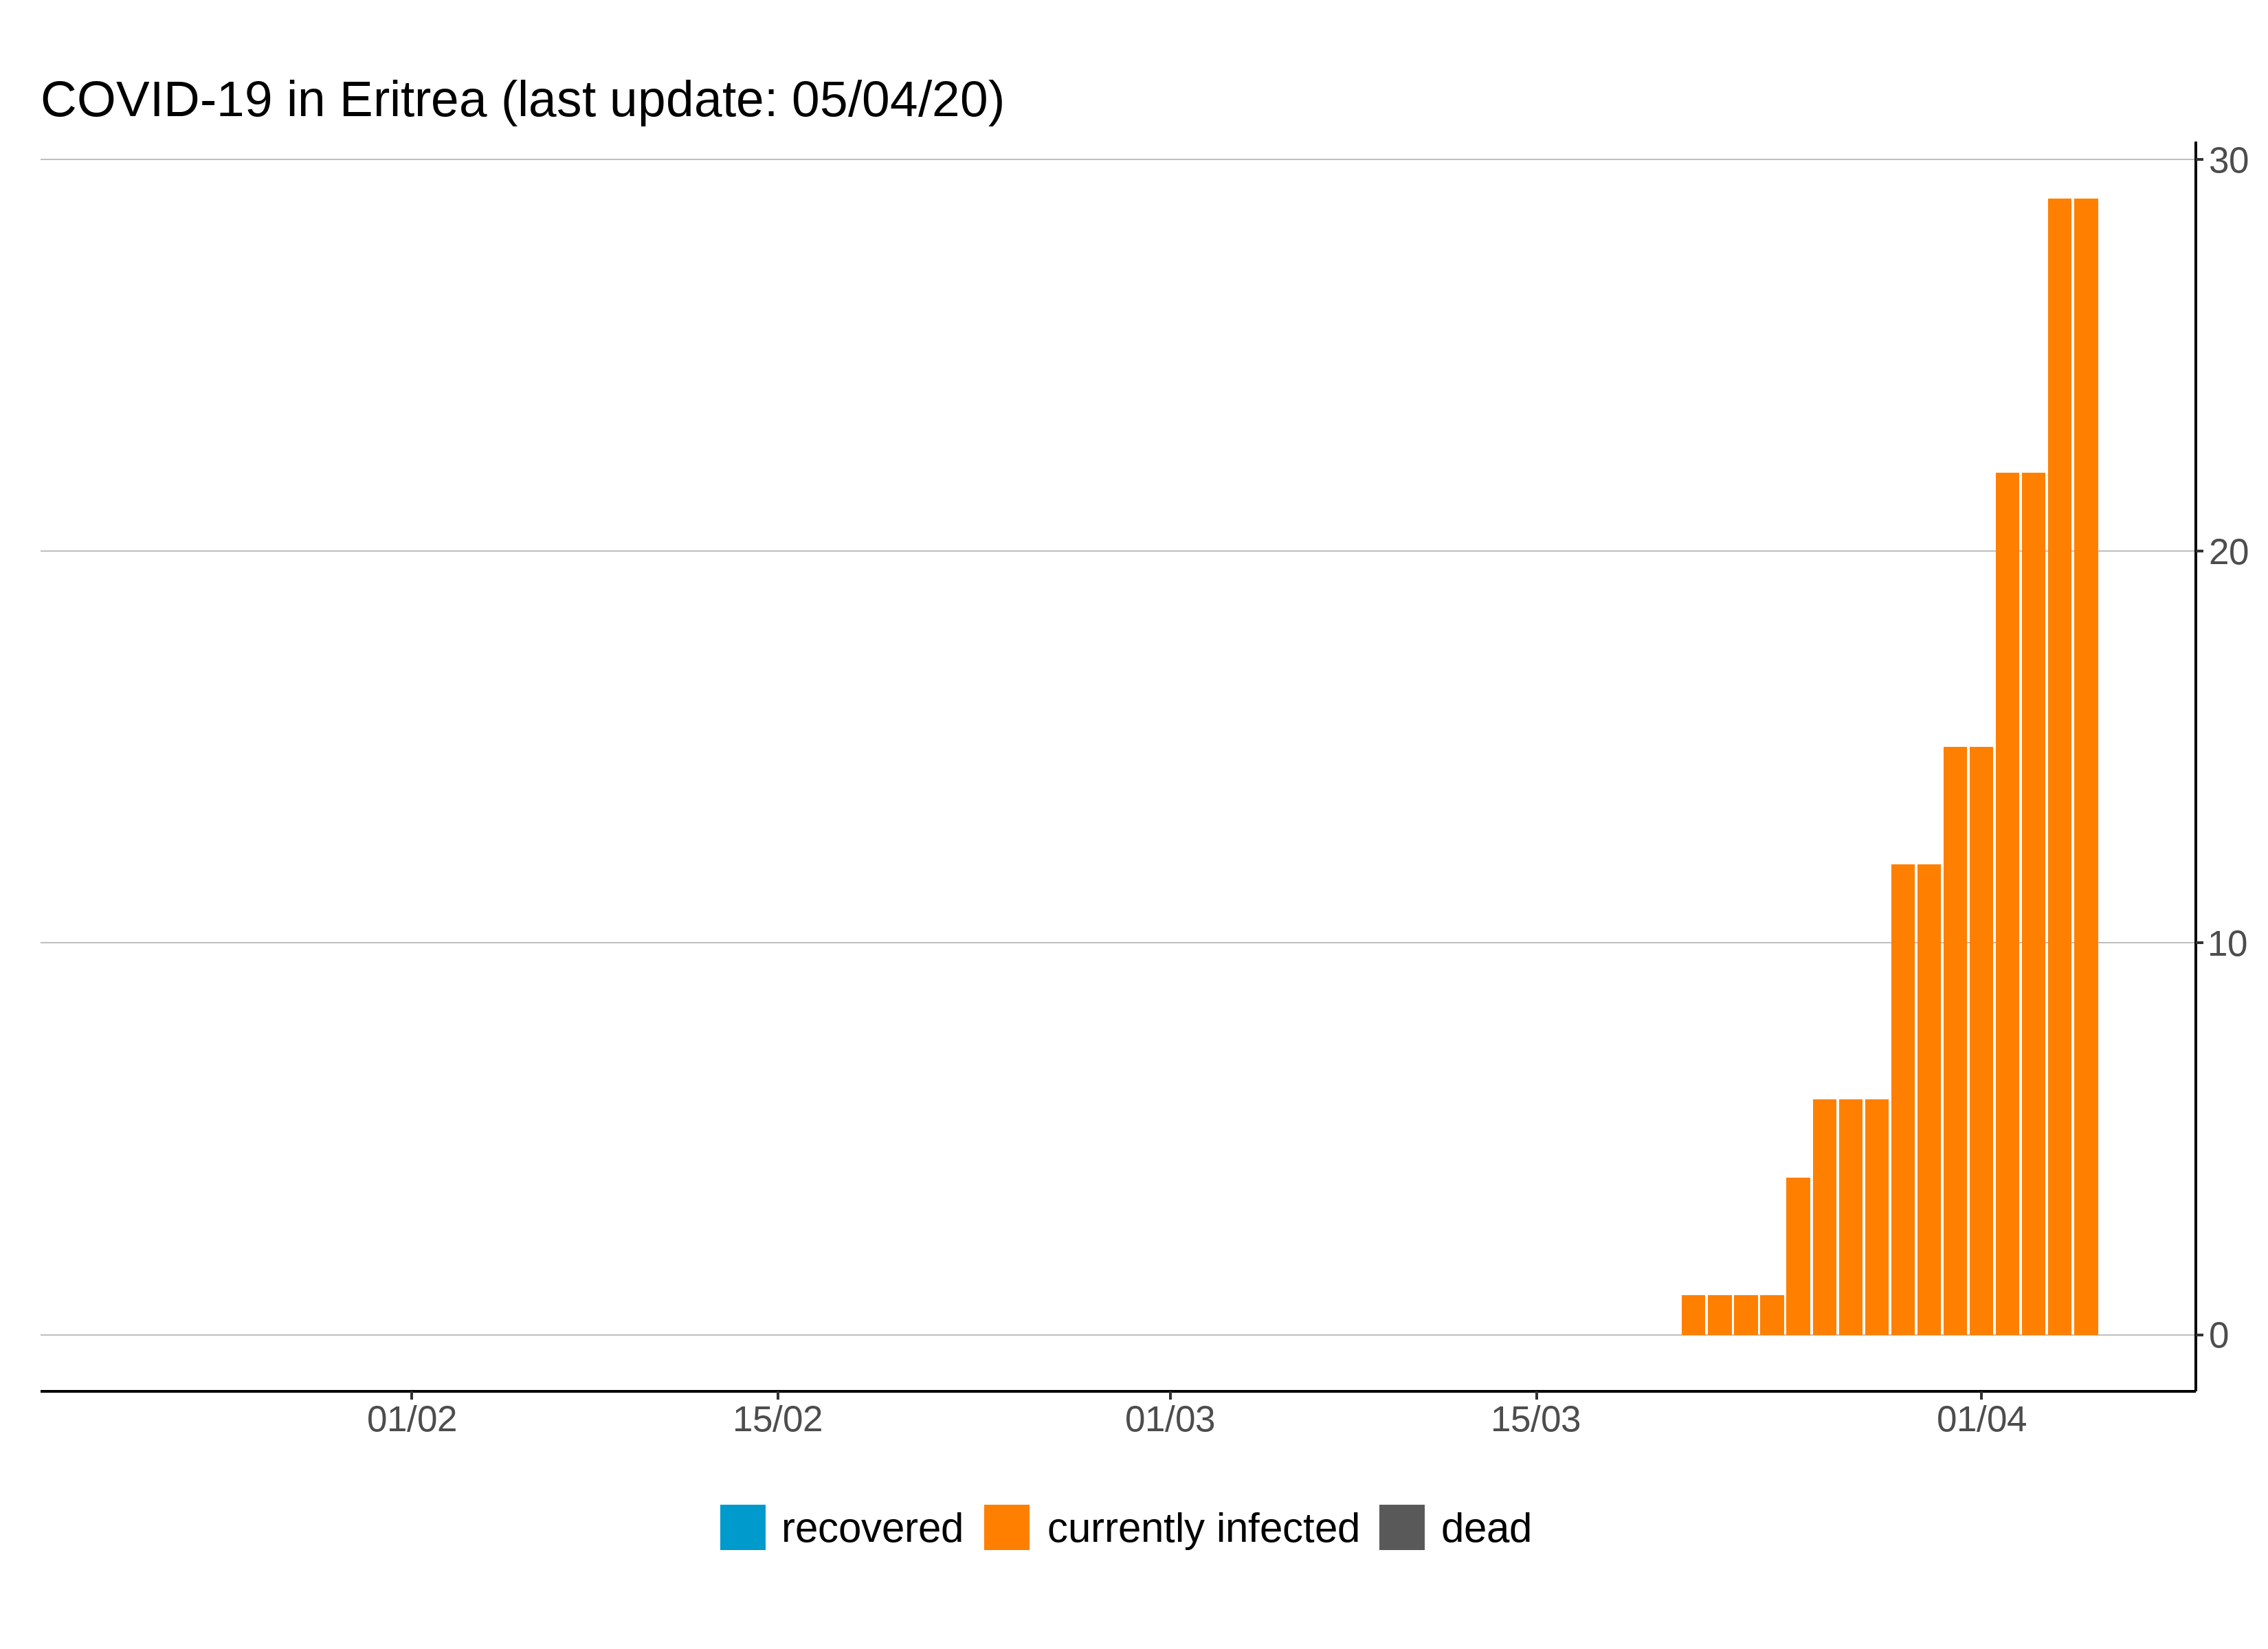 COVID-19 in Eritrea (last update: 05/04/20)
30
20
10
0
01/02 15/02 01/03 15/03 01/04
recovered currently infected dead